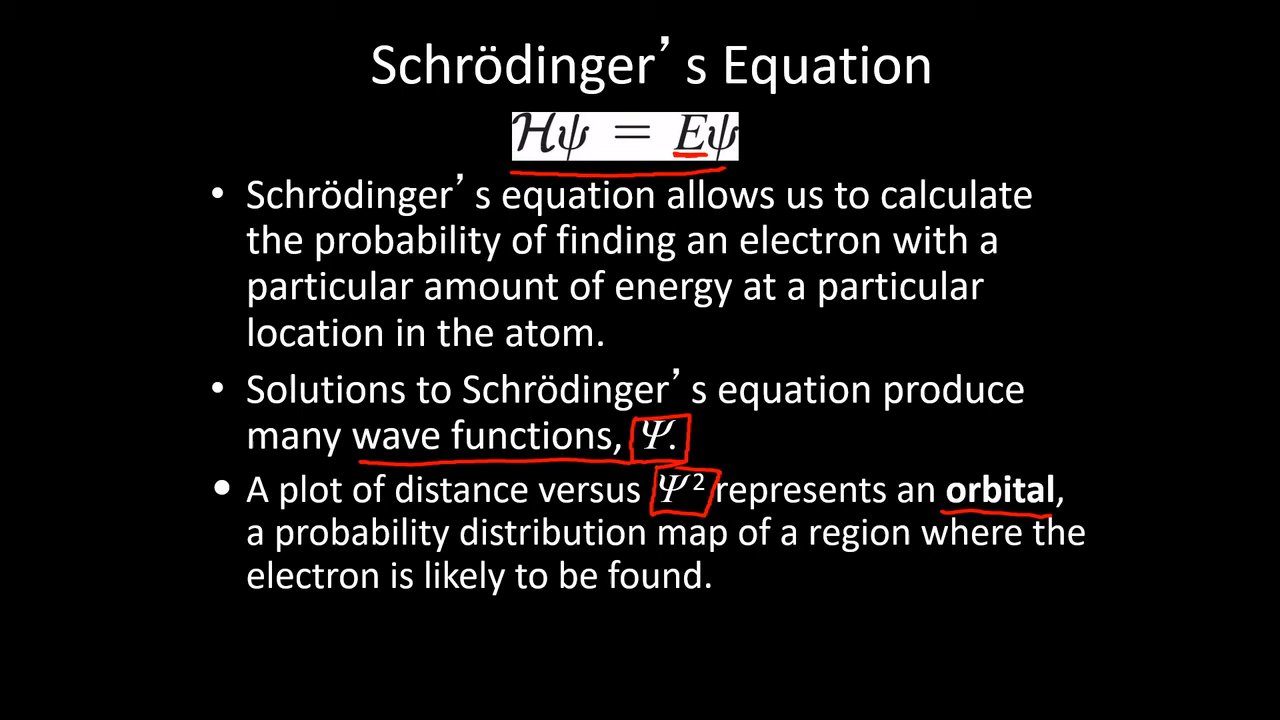 Schrödinger’s Equation
ℋψ = Eψ
• Schrödinger’s equation allows us to calculate
the probability of finding an electron with a
particular amount of energy at a particular
location in the atom.
• Solutions to Schrödinger’s equation produce
many wave functions, Ψ.
• A plot of distance versus Ψ² represents an orbital,
a probability distribution map of a region where the
electron is likely to be found.